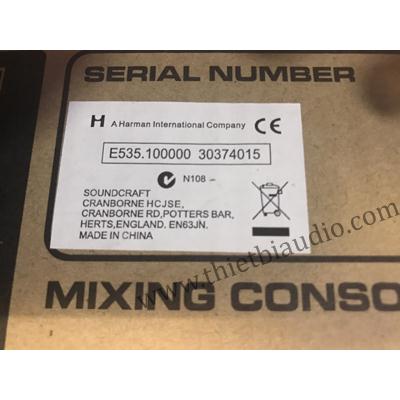 SERIAL NUMBER
H A Harman International Company CE
E535.100000 30374015
N108
SOUNDCRAFT
CRANBORNE HCJSE,
CRANBORNE RD,POTTERS BAR,
HERTS,ENGLAND. EN63JN.
MADE IN CHINA
www.thietbiaudio.com
MIXING CONSO